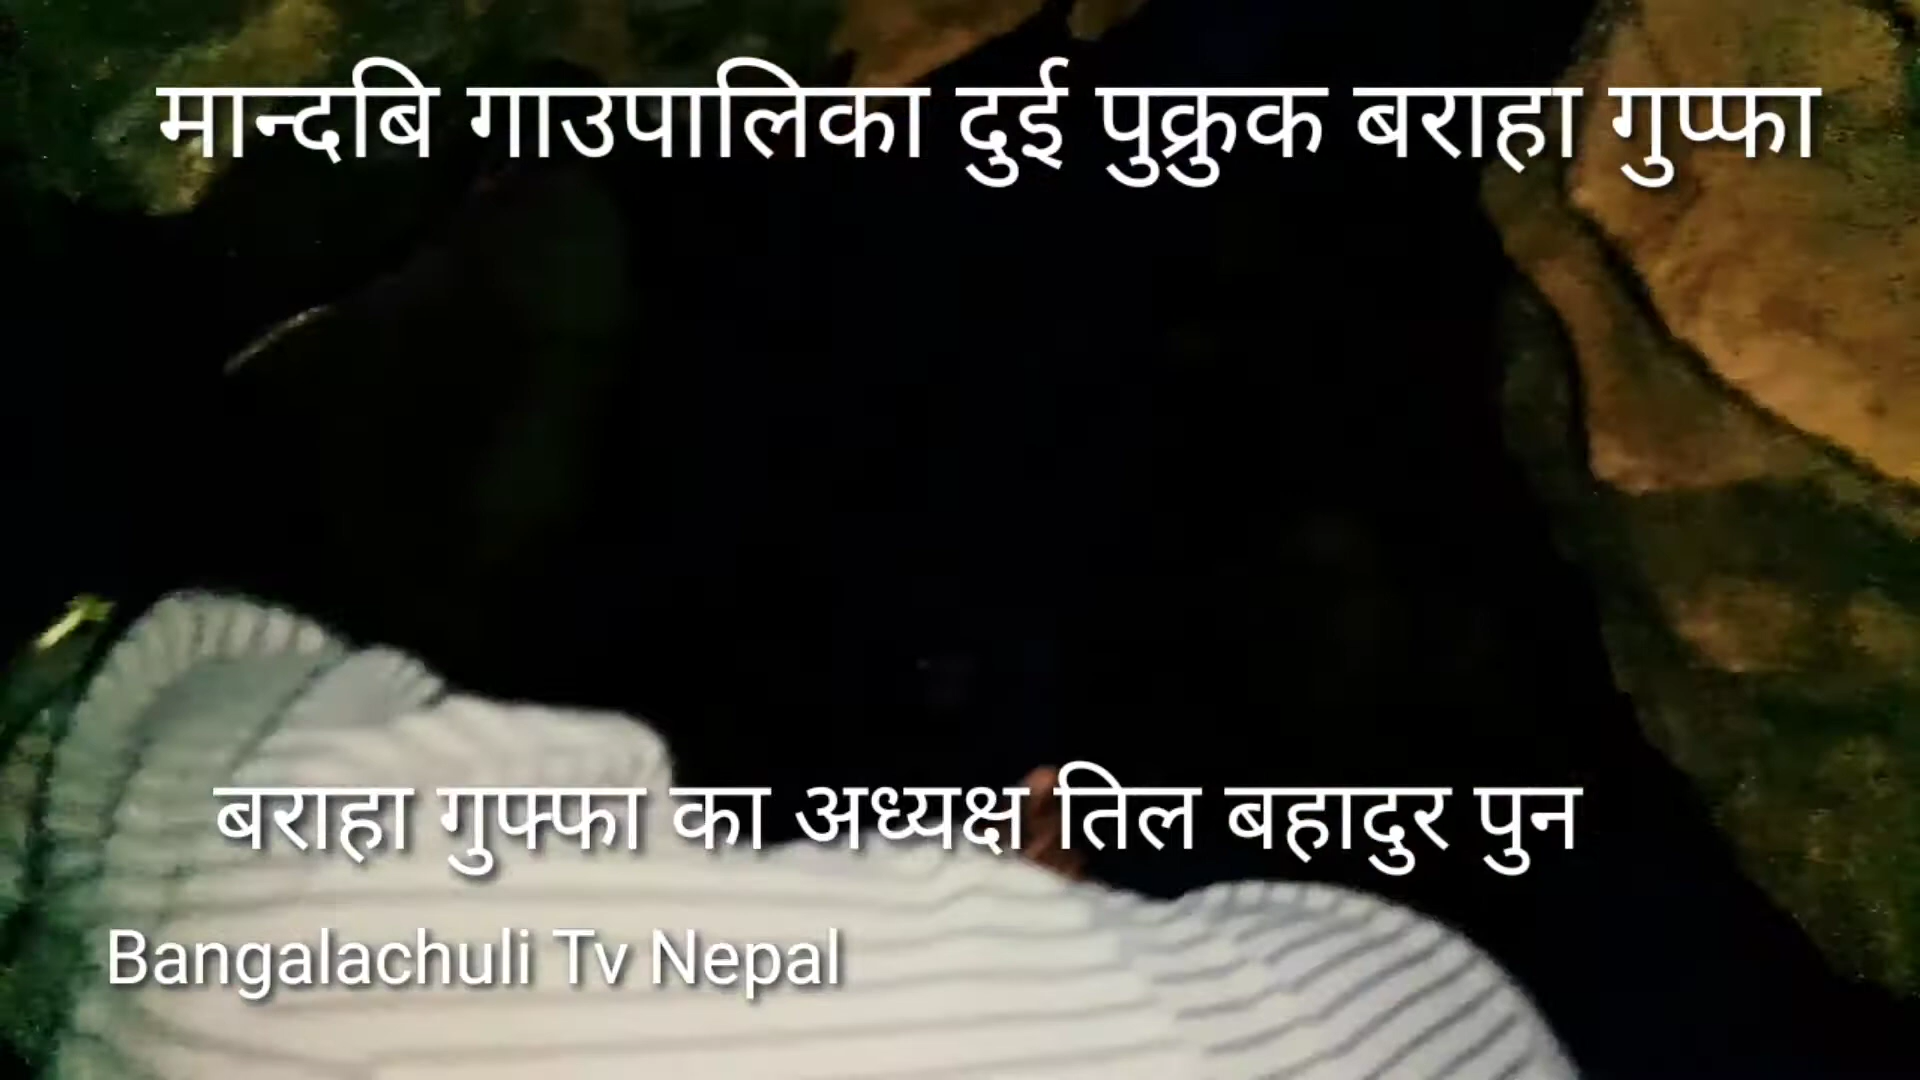 मान्दबि गाउपालिका दुई पुक्रुक बराहा गुप्फा
बराहा गुफ्फा का अध्यक्ष तिल बहादुर पुन
Bangalachuli Tv Nepal